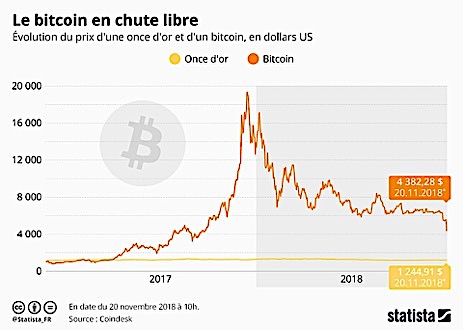 Le bitcoin en chute libre
Évolution du prix d'une once d'or et d'un bitcoin, en dollars US
Once d'or Bitcoin
20 000
16 000
12 000
8 000
4 000
0
4 382,28 $
20.11.2018*
1 244,91 $
20.11.2018*
2017 2018
@Statista_FR
En date du 20 novembre 2018 à 10h.
Source : Coindesk
statista